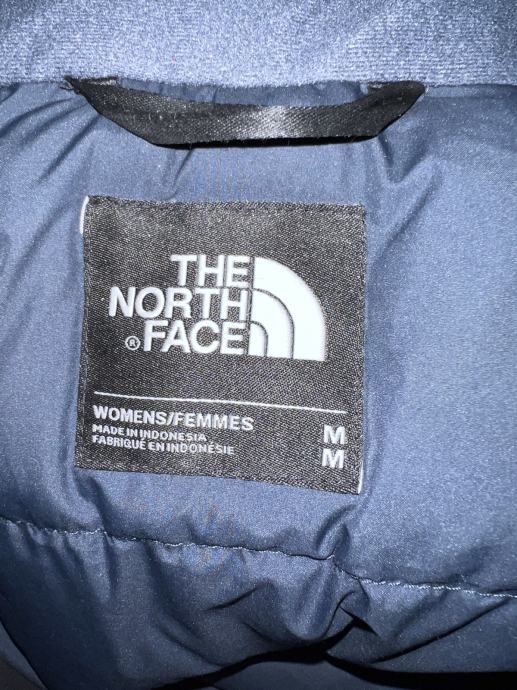 THE
NORTH
®FACE
WOMENS/FEMMES
MADE IN INDONESIA M
FABRIQUÉ EN INDONÉSIE M